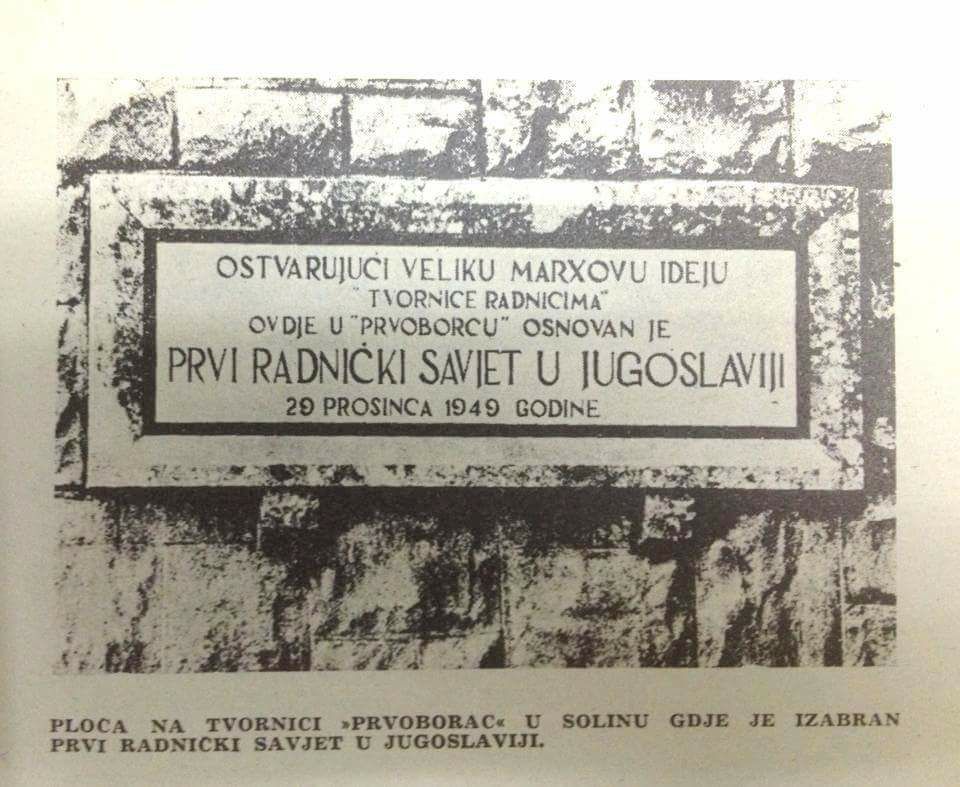 OSTVARUJUĆI VELIKU MARXOVU IDEJU
"TVORNICE RADNICIMA"
OVDJE U "PRVOBORCU" OSNOVAN JE
PRVI RADNIČKI SAVJET U JUGOSLAVIJI
29 PROSINCA 1949 GODINE
PLOČA NA TVORNICI »PRVOBORAC« U SOLINU GDJE JE IZABRAN
PRVI RADNIČKI SAVJET U JUGOSLAVIJI.